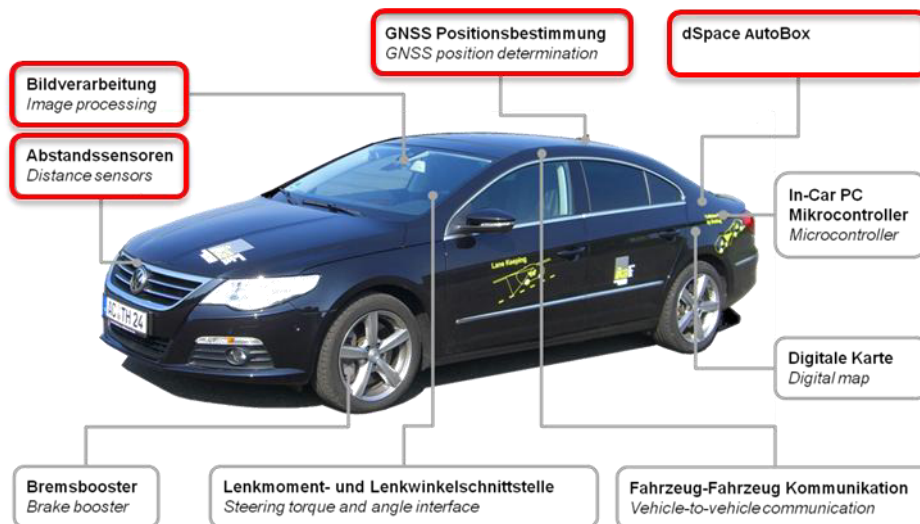 GNSS Positionsbestimmung
GNSS position determination
dSpace AutoBox
Bildverarbeitung
Image processing
Abstandssensoren
Distance sensors
In-Car PC
Mikrocontroller
Microcontroller
Lane Keeping
AC TH 24
Digitale Karte
Digital map
Bremsbooster
Brake booster
Lenkmoment- und Lenkwinkelschnittstelle
Steering torque and angle interface
Fahrzeug-Fahrzeug Kommunikation
Vehicle-to-vehicle communication